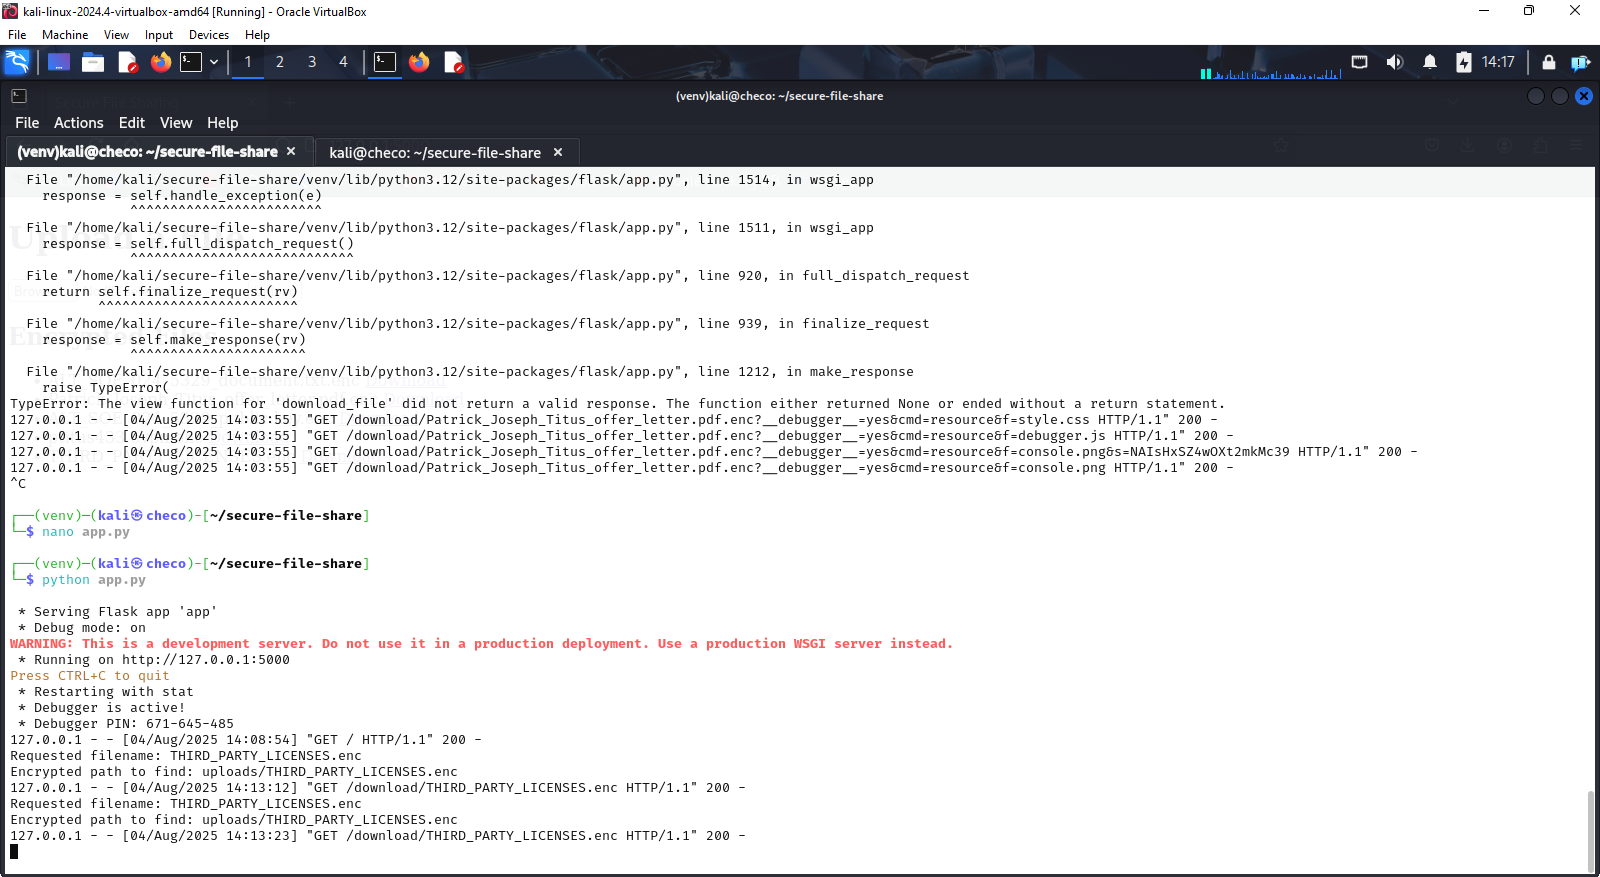 kali-linux-2024.4-virtualbox-amd64 [Running] - Oracle VirtualBox
File Machine View Input Devices Help
1 2 3 4 14:17
(venv)kali@checo: ~/secure-file-share
File Actions Edit View Help
(venv)kali@checo: ~/secure-file-share × kali@checo: ~/secure-file-share ×
File "/home/kali/secure-file-share/venv/lib/python3.12/site-packages/flask/app.py", line 1514, in wsgi_app
response = self.handle_exception(e)
^^^^^^^^^^^^^^^^^^^^^^^^
File "/home/kali/secure-file-share/venv/lib/python3.12/site-packages/flask/app.py", line 1511, in wsgi_app
response = self.full_dispatch_request()
^^^^^^^^^^^^^^^^^^^^^^^^^^^^
File "/home/kali/secure-file-share/venv/lib/python3.12/site-packages/flask/app.py", line 920, in full_dispatch_request
return self.finalize_request(rv)
^^^^^^^^^^^^^^^^^^^^^^^^^
File "/home/kali/secure-file-share/venv/lib/python3.12/site-packages/flask/app.py", line 939, in finalize_request
response = self.make_response(rv)
^^^^^^^^^^^^^^^^^^^^^^
File "/home/kali/secure-file-share/venv/lib/python3.12/site-packages/flask/app.py", line 1212, in make_response
raise TypeError(
TypeError: The view function for 'download_file' did not return a valid response. The function either returned None or ended without a return statement.
127.0.0.1 - - [04/Aug/2025 14:03:55] "GET /download/Patrick_Joseph_Titus_offer_letter.pdf.enc?__debugger__=yes&cmd=resource&f=style.css HTTP/1.1" 200 -
127.0.0.1 - - [04/Aug/2025 14:03:55] "GET /download/Patrick_Joseph_Titus_offer_letter.pdf.enc?__debugger__=yes&cmd=resource&f=debugger.js HTTP/1.1" 200 -
127.0.0.1 - - [04/Aug/2025 14:03:55] "GET /download/Patrick_Joseph_Titus_offer_letter.pdf.enc?__debugger__=yes&cmd=resource&f=console.png&s=NAIsHxSZ4wOXt2mkMc39 HTTP/1.1" 200 -
127.0.0.1 - - [04/Aug/2025 14:03:55] "GET /download/Patrick_Joseph_Titus_offer_letter.pdf.enc?__debugger__=yes&cmd=resource&f=console.png HTTP/1.1" 200 -
^C
┌──(venv)─(kali㉿checo)-[~/secure-file-share]
└─$ nano app.py
┌──(venv)─(kali㉿checo)-[~/secure-file-share]
└─$ python app.py
* Serving Flask app 'app'
* Debug mode: on
WARNING: This is a development server. Do not use it in a production deployment. Use a production WSGI server instead.
* Running on http://127.0.0.1:5000
Press CTRL+C to quit
* Restarting with stat
* Debugger is active!
* Debugger PIN: 671-645-485
127.0.0.1 - - [04/Aug/2025 14:08:54] "GET / HTTP/1.1" 200 -
Requested filename: THIRD_PARTY_LICENSES.enc
Encrypted path to find: uploads/THIRD_PARTY_LICENSES.enc
127.0.0.1 - - [04/Aug/2025 14:13:12] "GET /download/THIRD_PARTY_LICENSES.enc HTTP/1.1" 200 -
Requested filename: THIRD_PARTY_LICENSES.enc
Encrypted path to find: uploads/THIRD_PARTY_LICENSES.enc
127.0.0.1 - - [04/Aug/2025 14:13:23] "GET /download/THIRD_PARTY_LICENSES.enc HTTP/1.1" 200 -